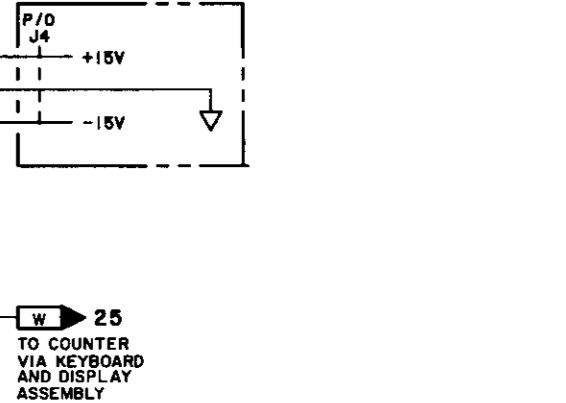 P/O
J4
+15V
-15V
W 25
TO COUNTER
VIA KEYBOARD
AND DISPLAY
ASSEMBLY